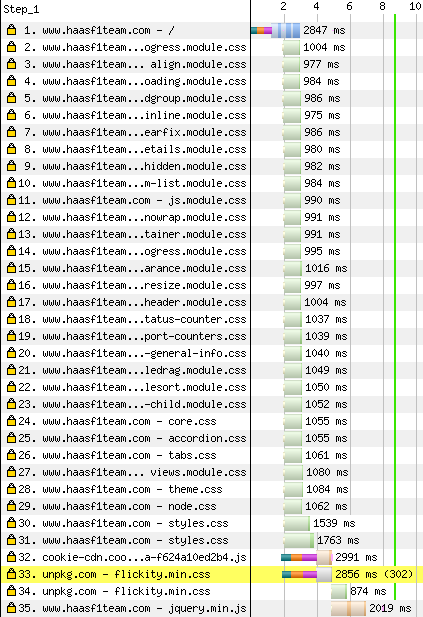 Step_1 2 4 6 8 10
1. www.haasf1team.com - / 2847 ms
2. www.haasf1team...ogress.module.css 1004 ms
3. www.haasf1team... align.module.css 977 ms
4. www.haasf1team...oading.module.css 984 ms
5. www.haasf1team...dgroup.module.css 986 ms
6. www.haasf1team...inline.module.css 975 ms
7. www.haasf1team...earfix.module.css 986 ms
8. www.haasf1team...etails.module.css 980 ms
9. www.haasf1team...hidden.module.css 982 ms
10. www.haasf1team...m-list.module.css 984 ms
11. www.haasf1team.com - js.module.css 990 ms
12. www.haasf1team...nowrap.module.css 991 ms
13. www.haasf1team...tainer.module.css 991 ms
14. www.haasf1team...ogress.module.css 995 ms
15. www.haasf1team...arance.module.css 1016 ms
16. www.haasf1team...resize.module.css 997 ms
17. www.haasf1team...header.module.css 1004 ms
18. www.haasf1team...tatus-counter.css 1037 ms
19. www.haasf1team...port-counters.css 1039 ms
20. www.haasf1team...-general-info.css 1040 ms
21. www.haasf1team...ledrag.module.css 1049 ms
22. www.haasf1team...lesort.module.css 1050 ms
23. www.haasf1team...-child.module.css 1052 ms
24. www.haasf1team.com - core.css 1055 ms
25. www.haasf1team.com - accordion.css 1055 ms
26. www.haasf1team.com - tabs.css 1061 ms
27. www.haasf1team... views.module.css 1080 ms
28. www.haasf1team.com - theme.css 1084 ms
29. www.haasf1team.com - node.css 1062 ms
30. www.haasf1team.com - styles.css 1539 ms
31. www.haasf1team.com - styles.css 1763 ms
32. cookie-cdn.coo...a-f624a10ed2b4.js 2991 ms
33. unpkg.com - flickity.min.css 2856 ms (302)
34. unpkg.com - flickity.min.css 874 ms
35. www.haasf1team.com - jquery.min.js 2019 ms